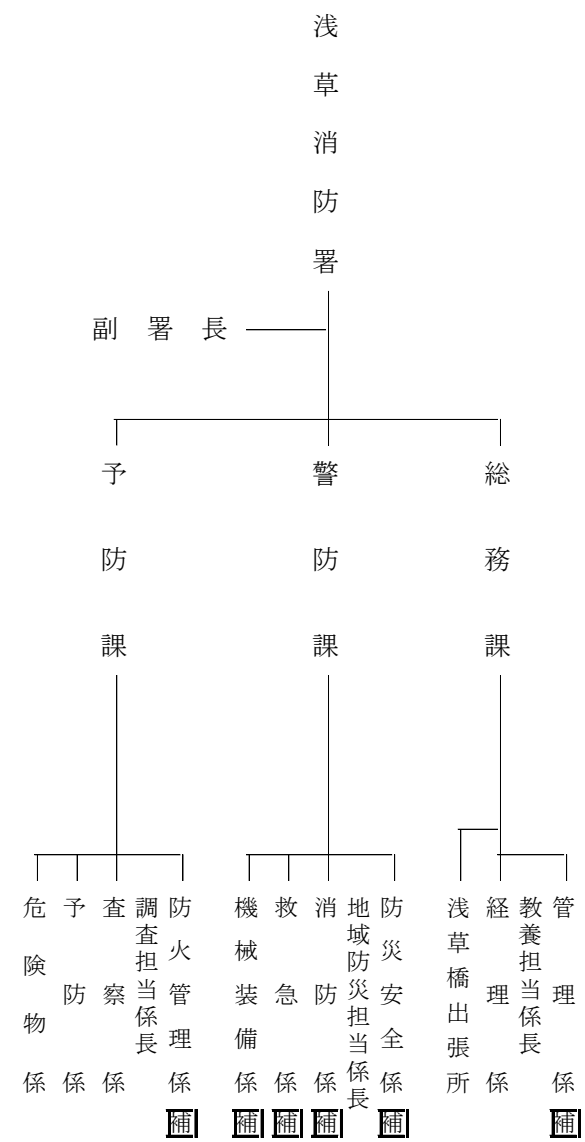 浅草消防署
副署長
総務課
警防課
予防課
管理係補
教養担当係長
経理係
浅草橋出張所
防災安全係補
地域防災担当係長
消防係補
救急係補
機械装備係補
防火管理係補
調査担当係長
査察係
予防係
危険物係